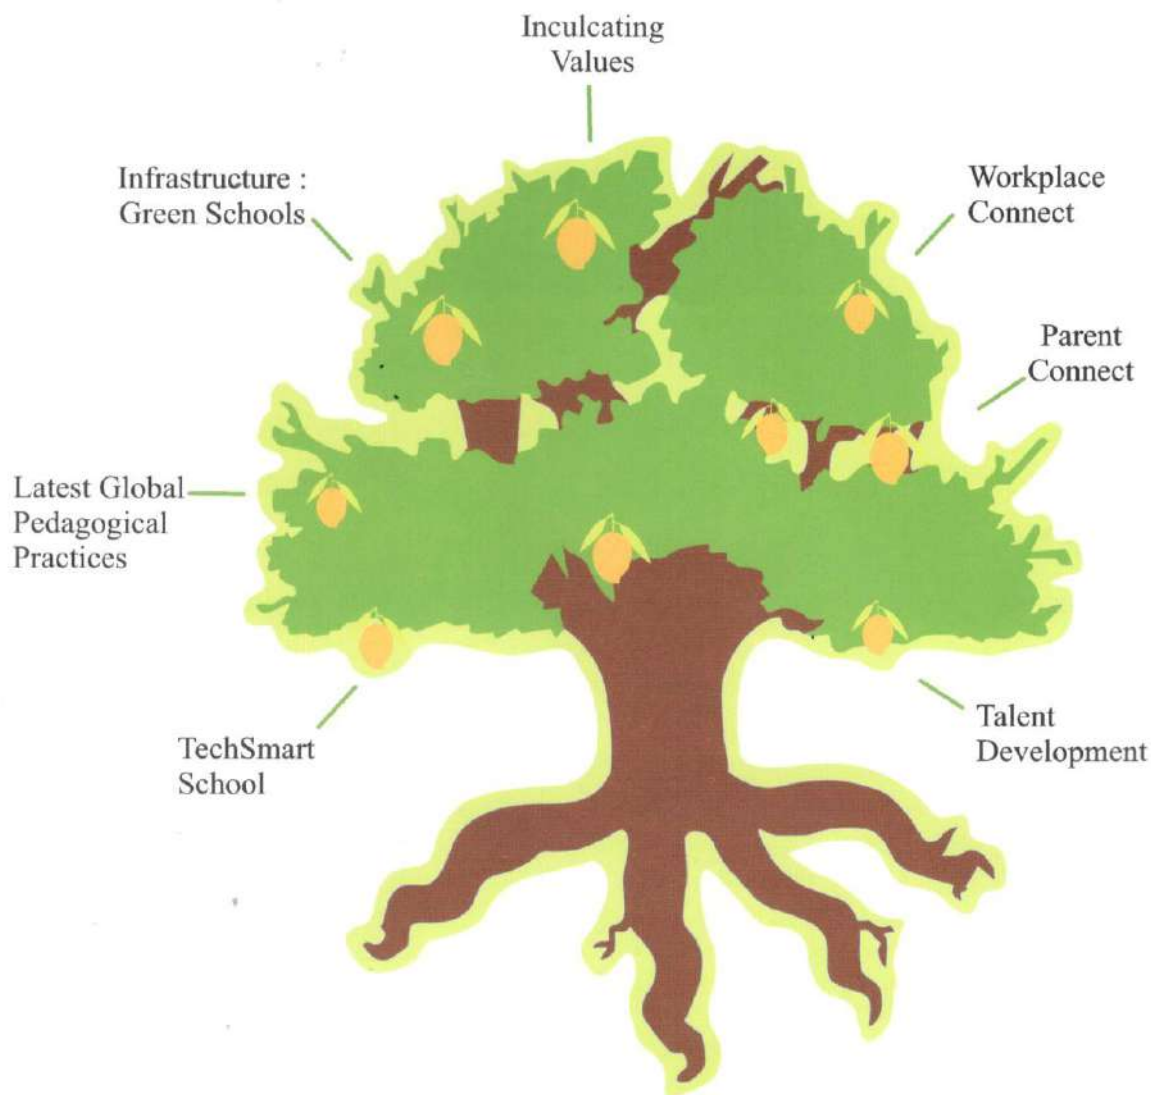 Inculcating
Values
Infrastructure :
Green Schools
Workplace
Connect
Parent
Connect
Latest Global
Pedagogical
Practices
TechSmart
School
Talent
Development